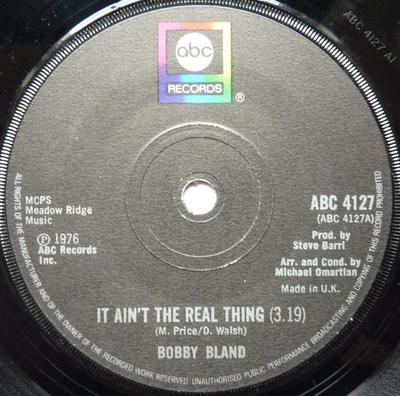 ABC 4127 A1
abc
RECORDS
®
MCPS
Meadow Ridge
Music
℗ 1976
ABC Records
Inc.
ABC 4127
(ABC 4127A)
Prod. by
Steve Barri
Arr. and Cond. by
Michael Omartian
Made in U.K.
IT AIN'T THE REAL THING (3.19)
(M. Price/D. Walsh)
BOBBY BLAND
ALL RIGHTS OF THE MANUFACTURER AND OF THE OWNER OF THE RECORDED WORK RESERVED UNAUTHORISED PUBLIC PERFORMANCE BROADCASTING AND COPYING OF THIS RECORD PROHIBITED